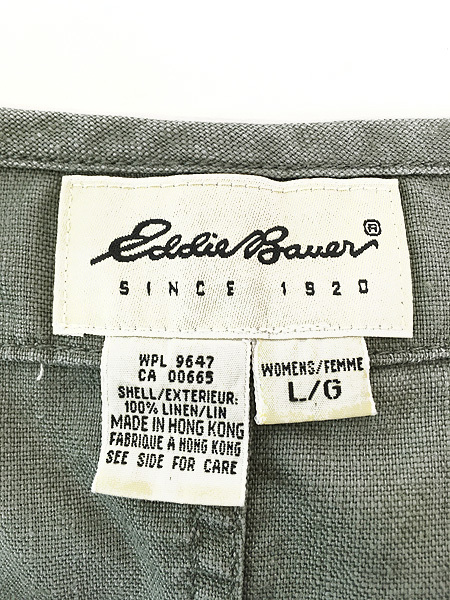 Eddie Bauer®
SINCE 1920
WPL 9647
CA 00665
SHELL/EXTERIEUR:
100% LINEN/LIN
MADE IN HONG KONG
FABRIQUE A HONG KONG
SEE SIDE FOR CARE
WOMENS/FEMME
L/G